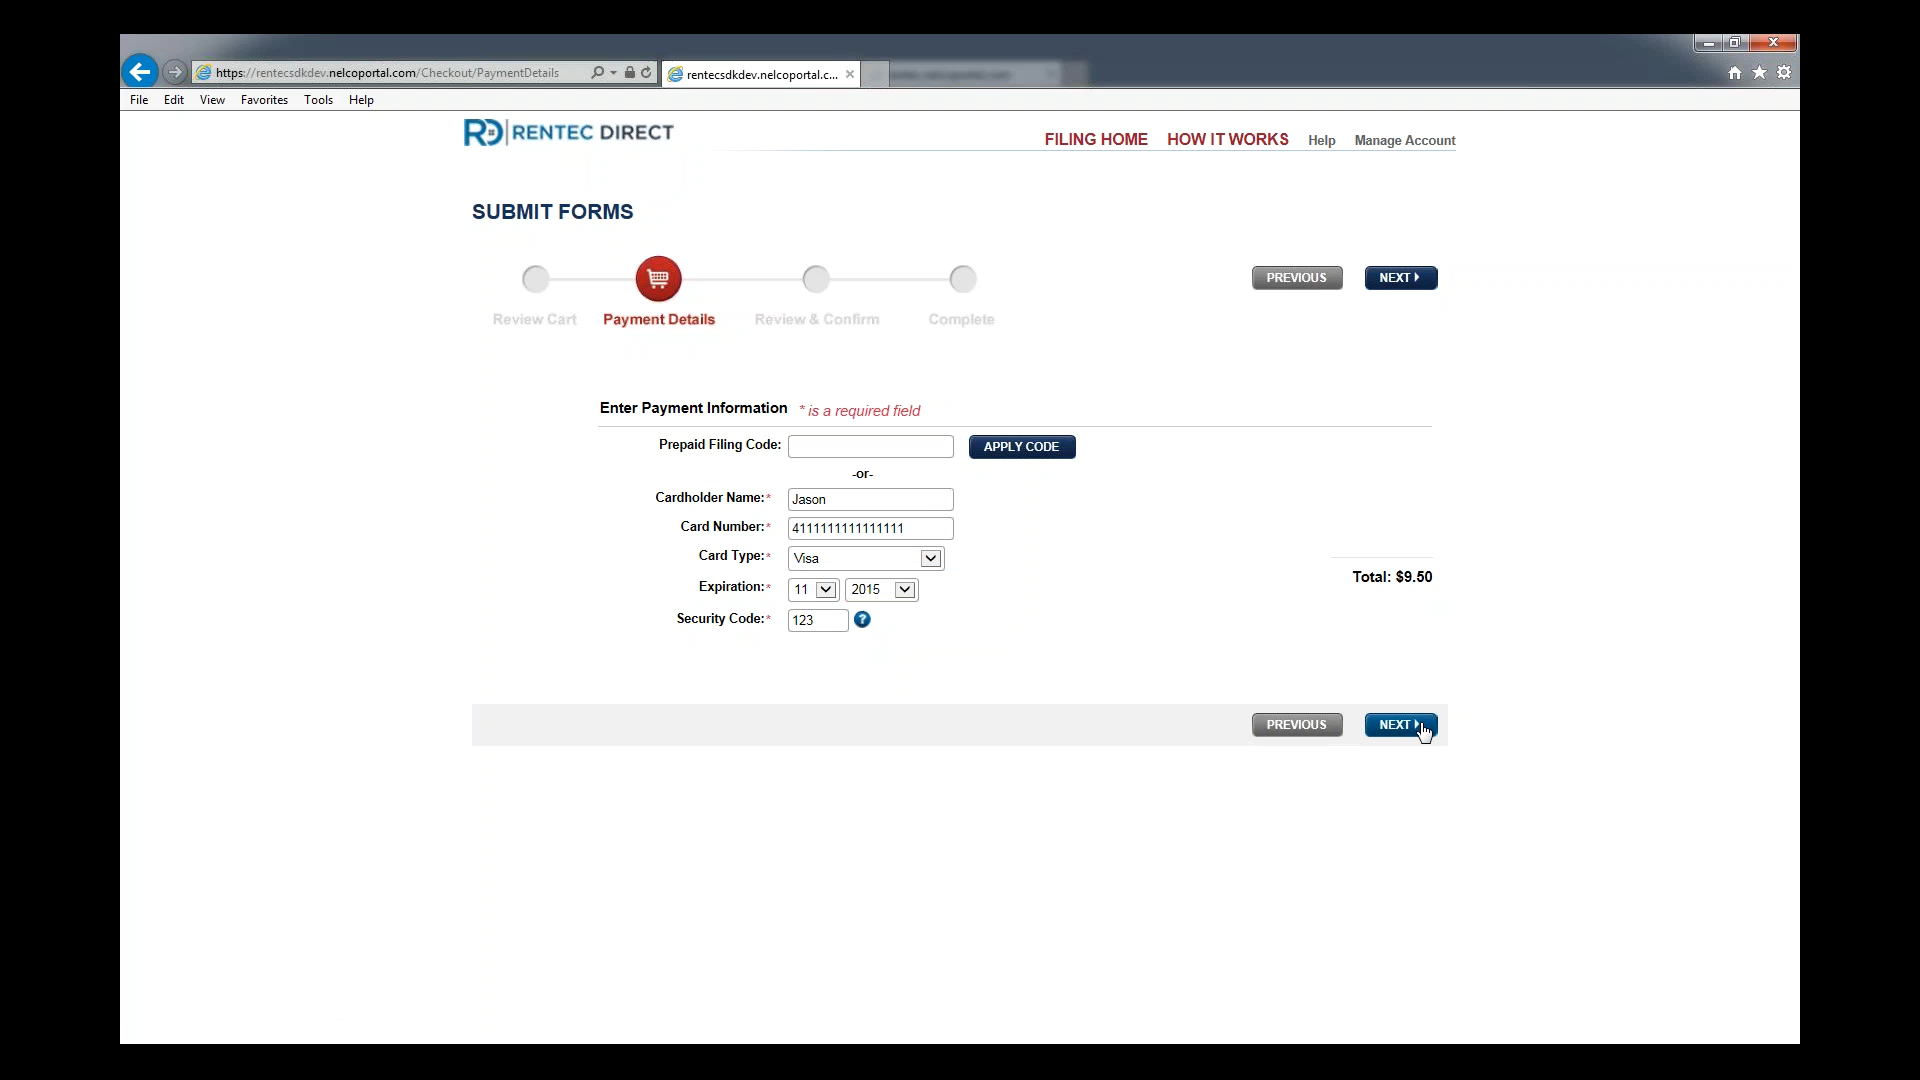 https://rentecsdkdev.nelcoportal.com/Checkout/PaymentDetails
rentecsdkdev.nelcoportal.c...
File Edit View Favorites Tools Help
RD RENTEC DIRECT
FILING HOME HOW IT WORKS Help Manage Account
SUBMIT FORMS
PREVIOUS NEXT
Review Cart Payment Details Review & Confirm Complete
Enter Payment Information * is a required field
Prepaid Filing Code: APPLY CODE
-or-
Cardholder Name:* Jason
Card Number:* 4111111111111111
Card Type:* Visa
Total: $9.50
Expiration:* 11 2015
Security Code:* 123 ?
PREVIOUS NEXT